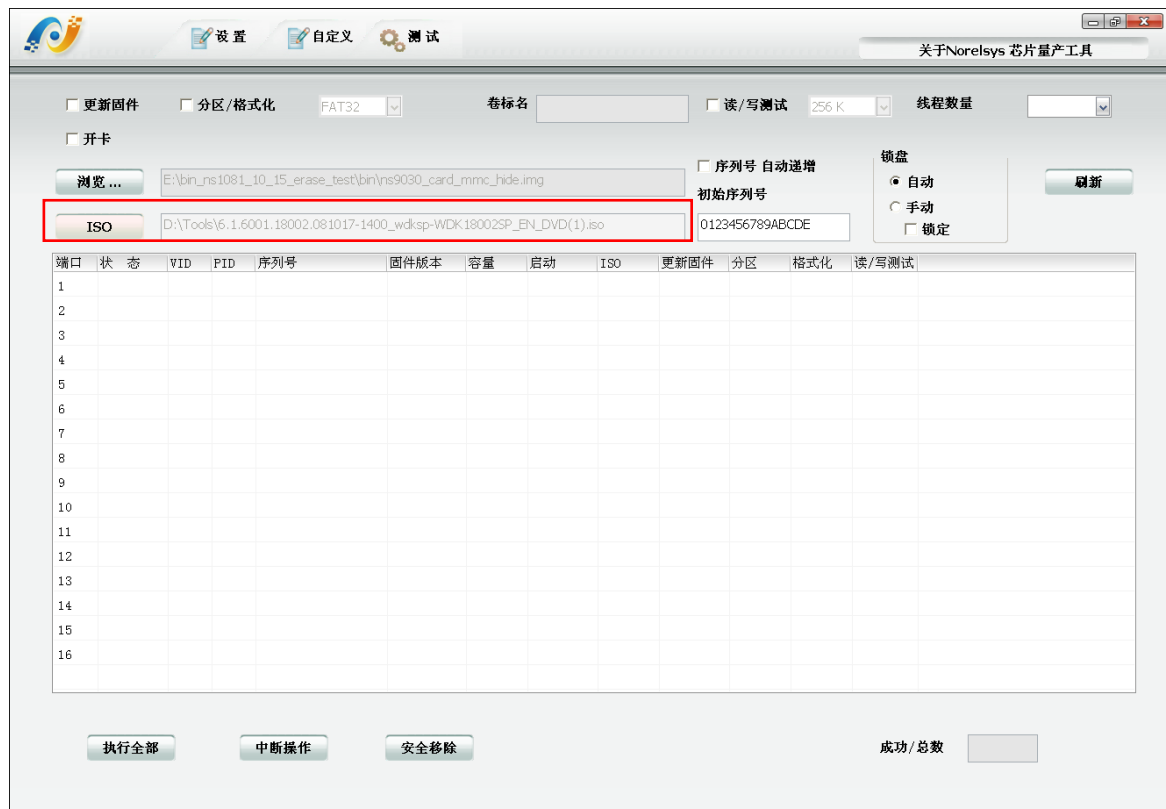 设 置 自定义 测 试
关于Norelsys 芯片量产工具
更新固件 分区/格式化 FAT32 卷标名 读/写测试 256 K 线程数量
开卡
序列号 自动递增 锁盘
浏览 ... E:\bin_ns1081_10_15_erase_test\bin\ns9030_card_mmc_hide.img 自动 刷新
初始序列号
手动
ISO D:\Tools\6.1.6001.18002.081017-1400_wdksp-WDK18002SP_EN_DVD(1).iso 0123456789ABCDE 锁定
端口 状 态 VID PID 序列号 固件版本 容量 启动 ISO 更新固件 分区 格式化 读/写测试
1
2
3
4
5
6
7
8
9
10
11
12
13
14
15
16
执行全部 中断操作 安全移除 成功/总数